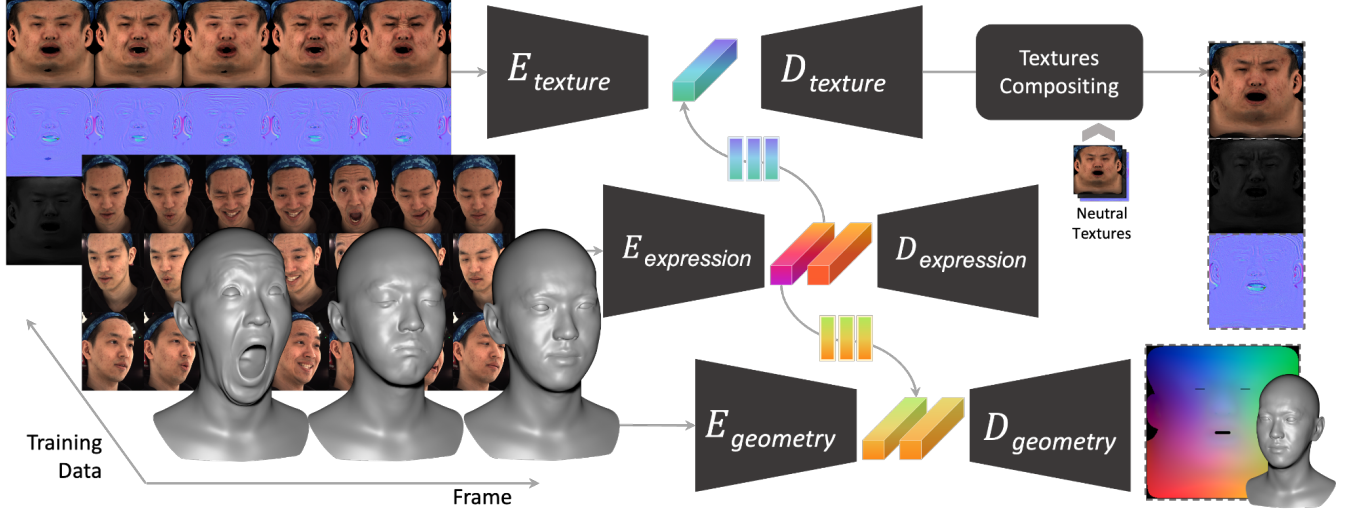 E texture
D texture
Textures
Compositing
Neutral
Textures
E expression
D expression
E geometry
D geometry
Training
Data
Frame